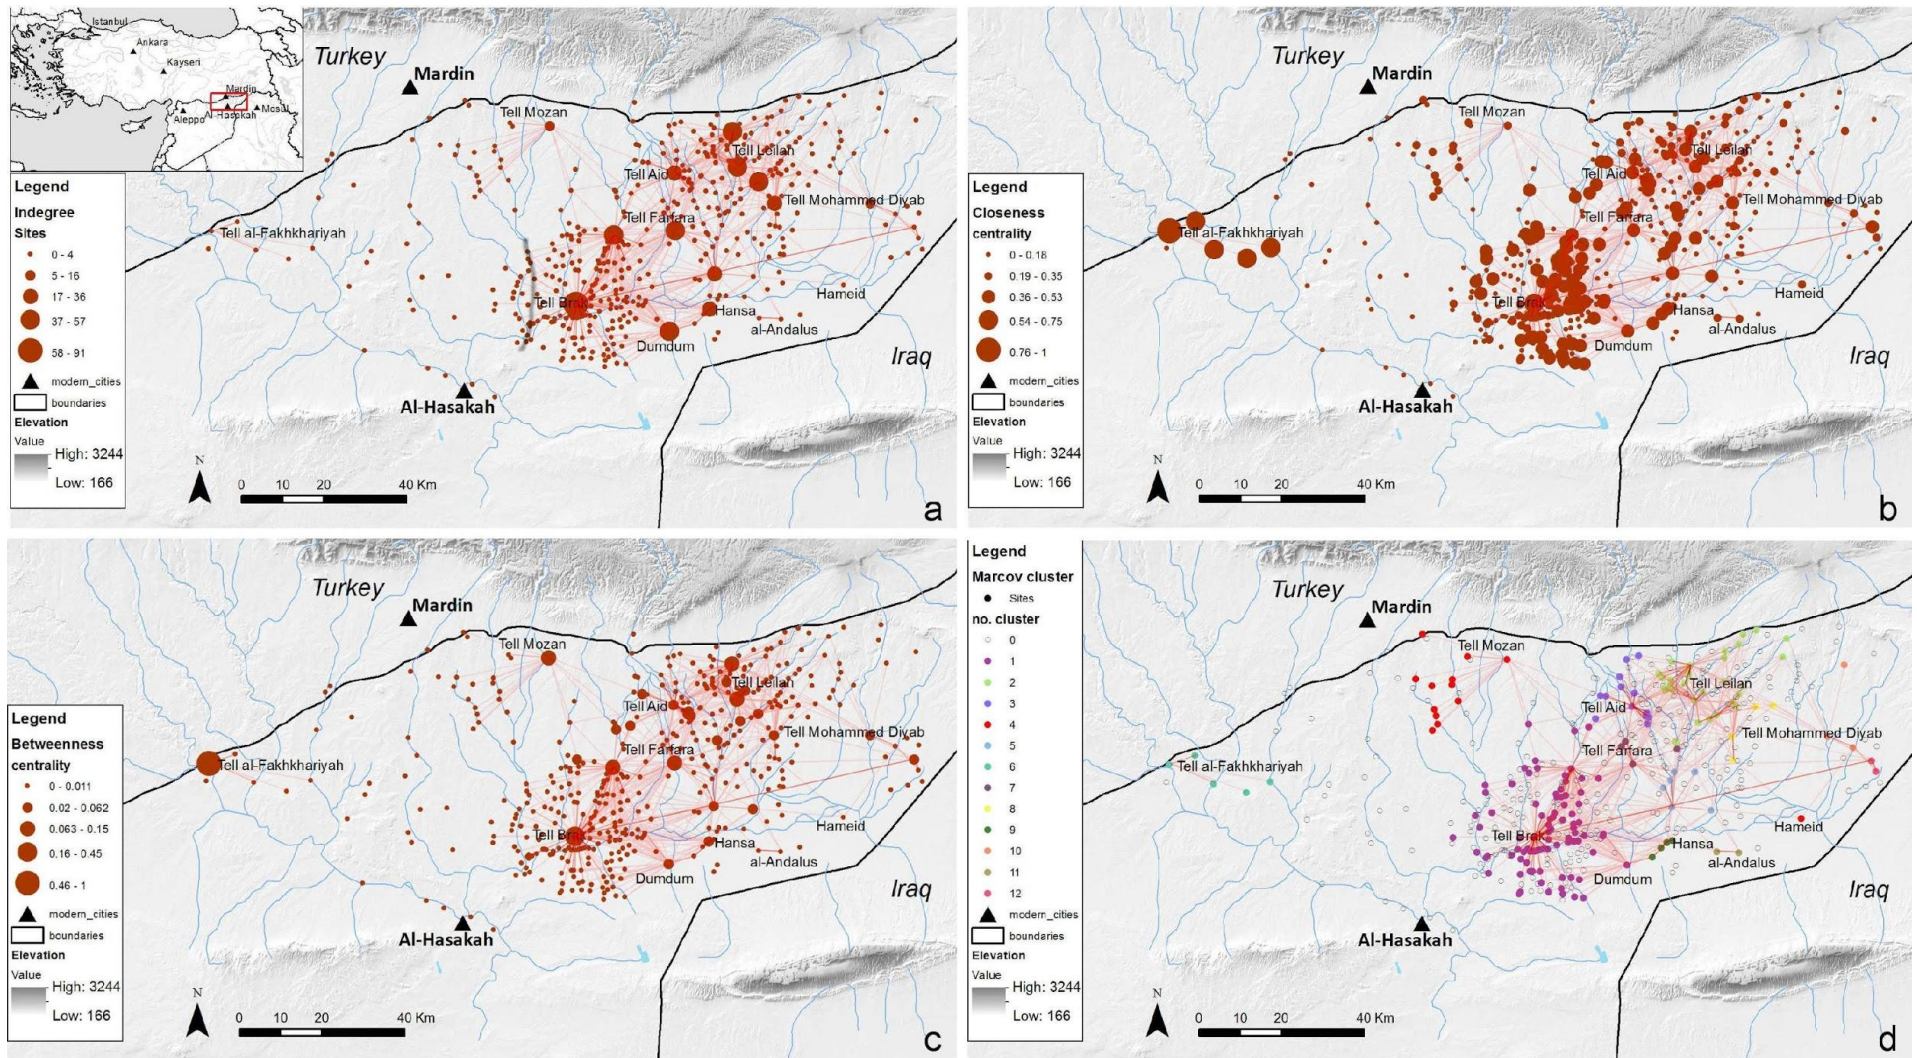 Istanbul
Ankara
Kayseri
Mardin
Mosul
Aleppo
Al-Hasakah
Turkey
Mardin
Tell Mozan
Tell Leilan
Tell Aid
Tell Mohammed Diyab
Tell Farfara
Tell al-Fakhkhariyah
Tell Brak
Hameid
Hansa
al-Andalus
Dumdum
Iraq
Al-Hasakah
Legend
Indegree
Sites
0 - 4
5 - 16
17 - 36
37 - 57
58 - 91
modern_cities
boundaries
Elevation
Value
High: 3244
Low: 166
N
0 10 20 40 Km
a
Turkey
Mardin
Tell Mozan
Tell Leilan
Tell Aid
Tell Mohammed Diyab
Tell Farfara
Tell al-Fakhkhariyah
Tell Brak
Hameid
Hansa
al-Andalus
Dumdum
Iraq
Al-Hasakah
Legend
Closeness
centrality
0 - 0.18
0.19 - 0.35
0.36 - 0.53
0.54 - 0.75
0.76 - 1
modern_cities
boundaries
Elevation
Value
High: 3244
Low: 166
N
0 10 20 40 Km
b
Turkey
Mardin
Tell Mozan
Tell Leilan
Tell Aid
Tell Mohammed Diyab
Tell Farfara
Tell al-Fakhkhariyah
Tell Brak
Hameid
Hansa
al-Andalus
Dumdum
Iraq
Al-Hasakah
Legend
Betweenness
centrality
0 - 0.011
0.02 - 0.062
0.063 - 0.15
0.16 - 0.45
0.46 - 1
modern_cities
boundaries
Elevation
Value
High: 3244
Low: 166
N
0 10 20 40 Km
c
Turkey
Mardin
Tell Mozan
Tell Leilan
Tell Aid
Tell Mohammed Diyab
Tell Farfara
Tell al-Fakhkhariyah
Tell Brak
Hameid
Hansa
al-Andalus
Dumdum
Iraq
Al-Hasakah
Legend
Marcov cluster
Sites
no. cluster
0
1
2
3
4
5
6
7
8
9
10
11
12
modern_cities
boundaries
Elevation
Value
High: 3244
Low: 166
N
0 10 20 40 Km
d